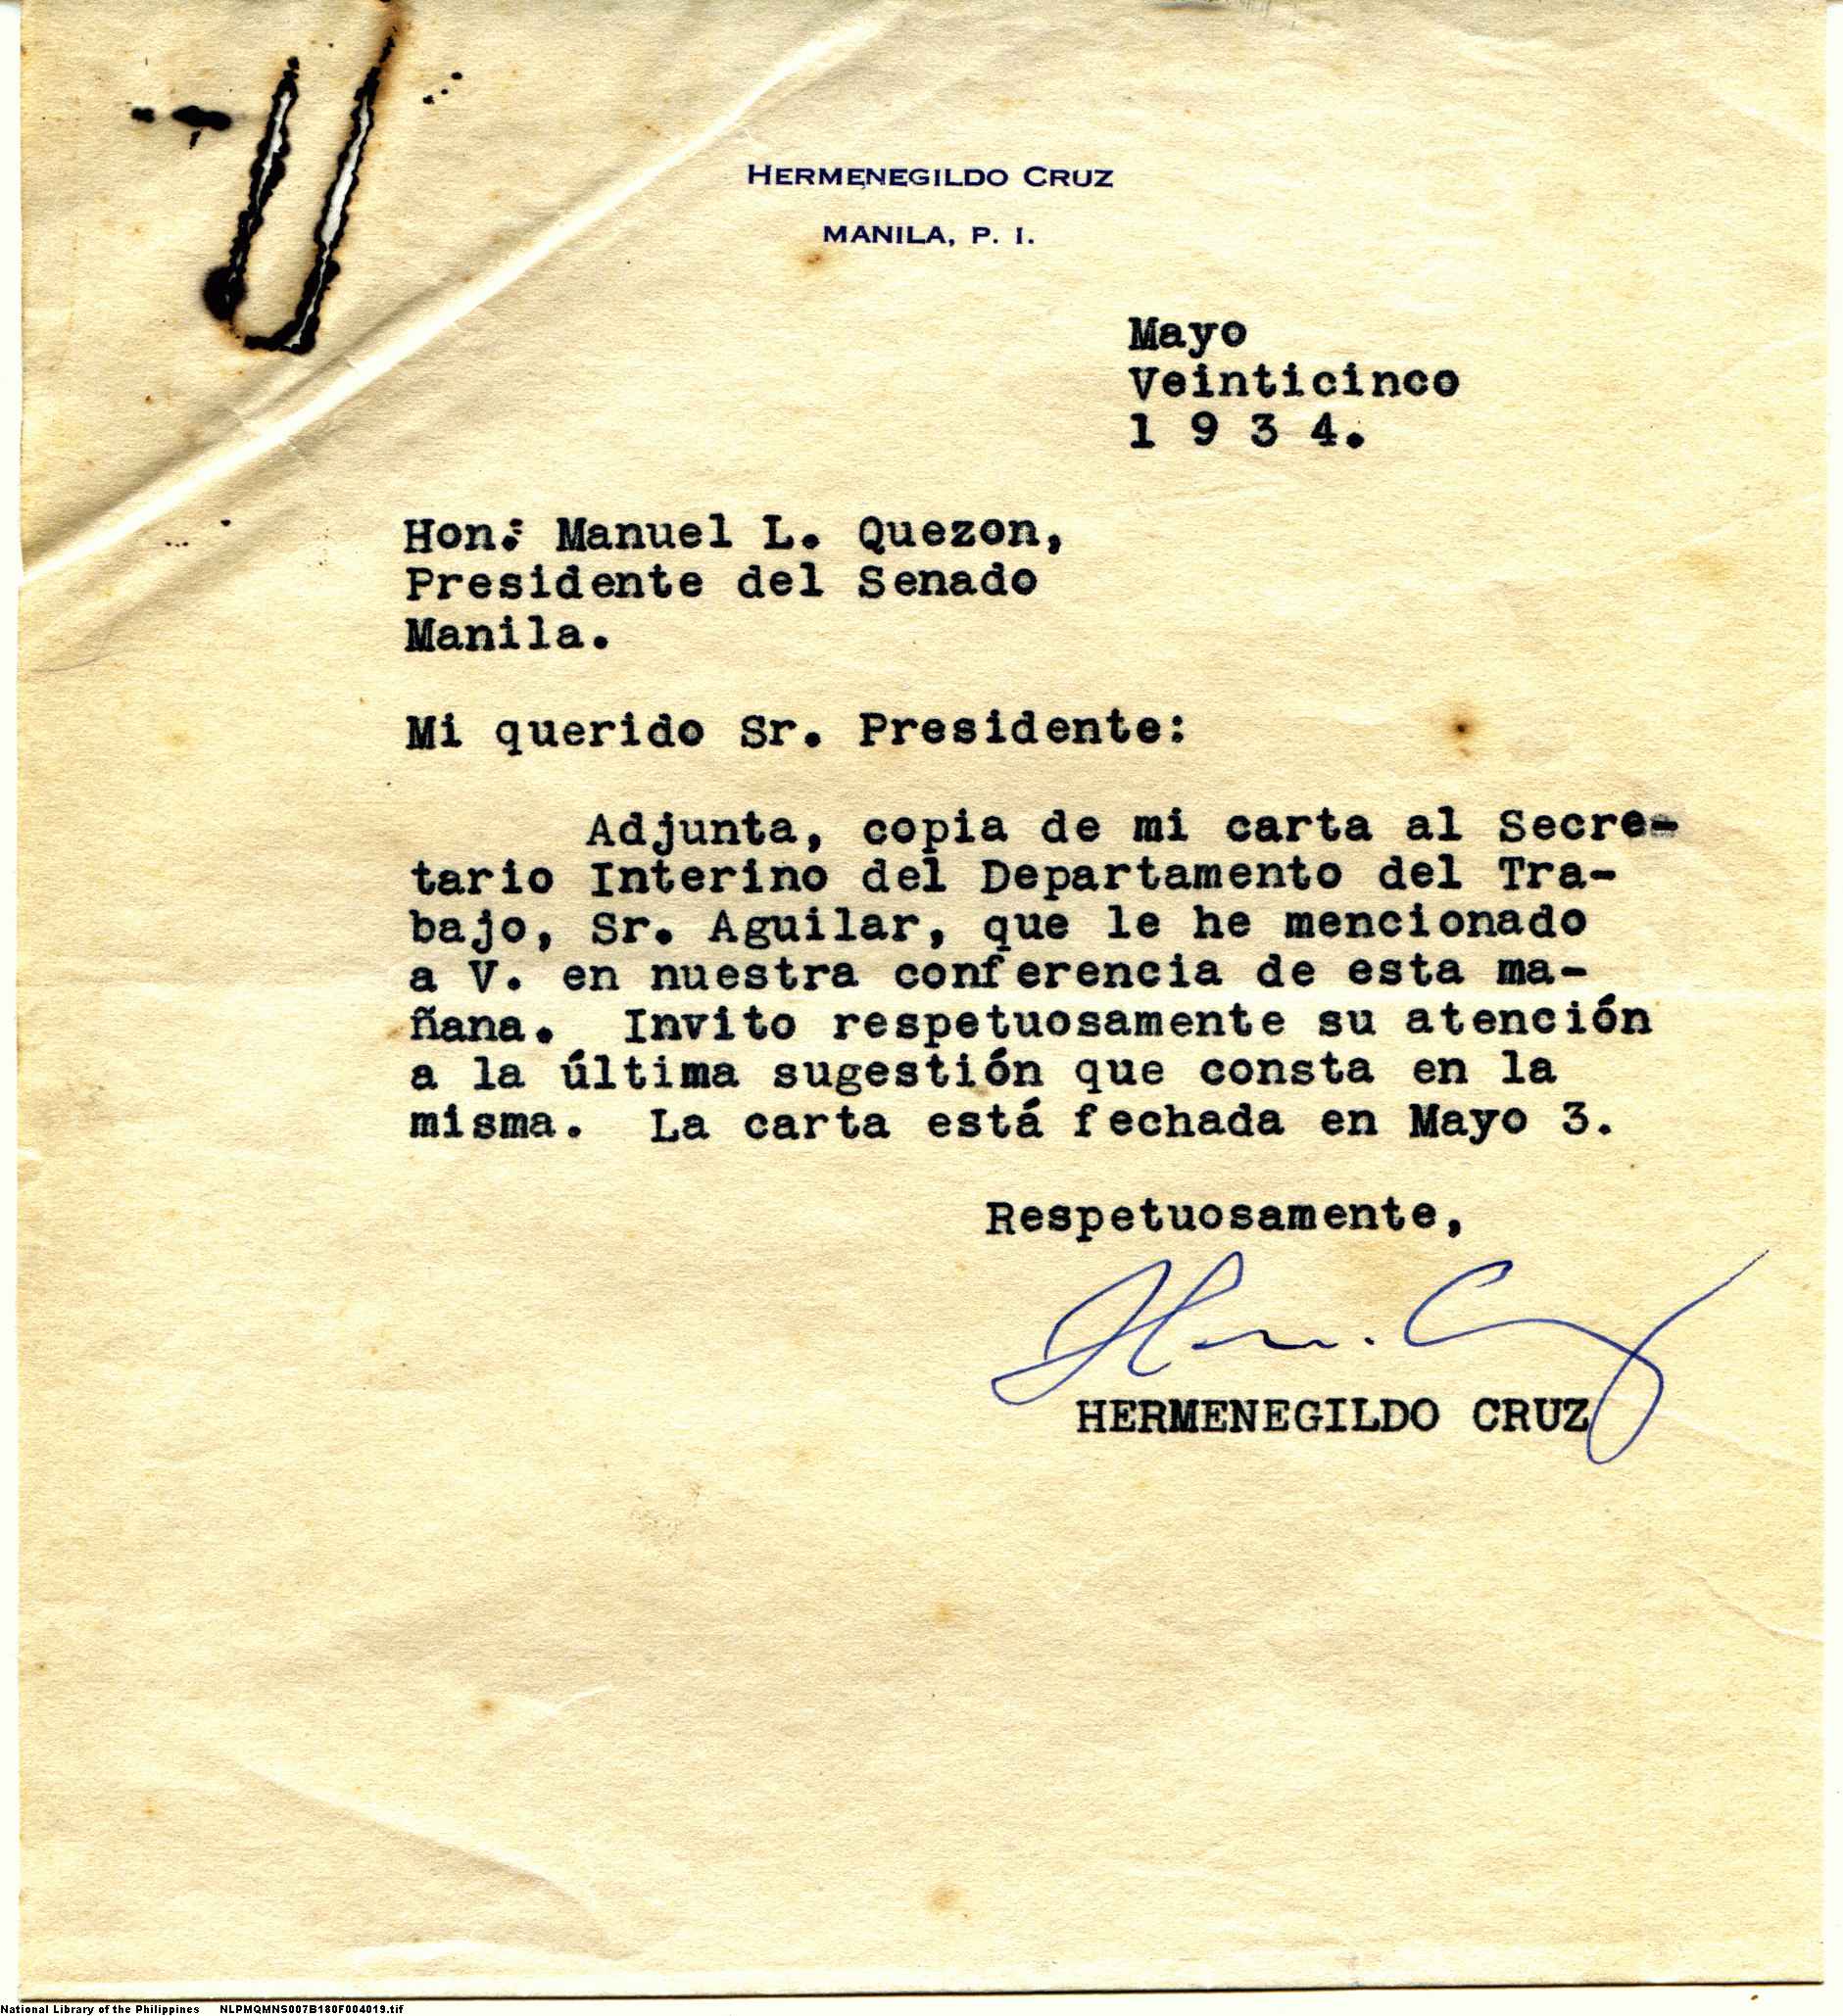 HERMENEGILDO CRUZ
MANILA, P. I.
Mayo
Veinticinco
1 9 3 4.
Hon: Manuel L. Quezon,
Presidente del Senado
Manila.
Mi querido Sr. Presidente:
Adjunta, copia de mi carta al Secre-
tario Interino del Departamento del Tra-
bajo, Sr. Aguilar, que le he mencionado
a V. en nuestra conferencia de esta ma-
ñana. Invito respetuosamente su atención
a la última sugestión que consta en la
misma. La carta está fechada en Mayo 3.
Respetuosamente,
Herm. Cruz
HERMENEGILDO CRUZ
National Library of the Philippines NLPMQMNS007B180F004019.tif